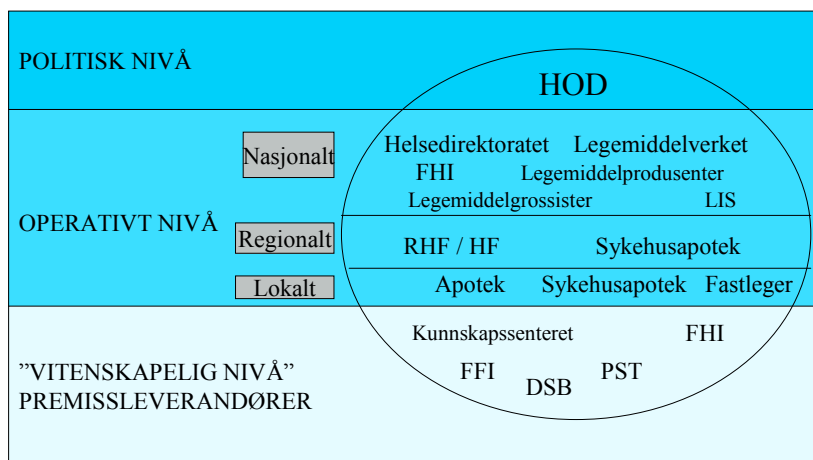 POLITISK NIVÅ
HOD
Nasjonalt
Helsedirektoratet Legemiddelverket
FHI Legemiddelprodusenter
Legemiddelgrossister LIS
OPERATIVT NIVÅ
Regionalt
RHF / HF Sykehusapotek
Lokalt
Apotek Sykehusapotek Fastleger
Kunnskapssenteret FHI
”VITENSKAPELIG NIVÅ”
PREMISSLEVERANDØRER
FFI DSB PST